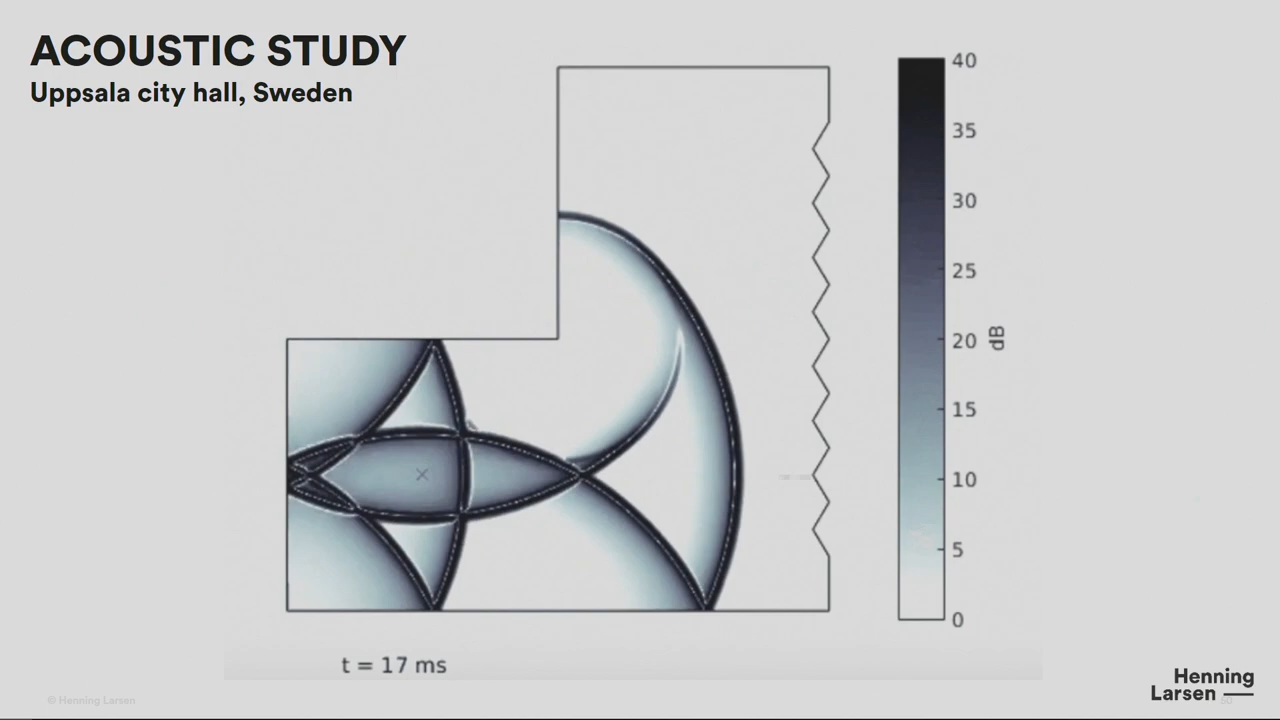 ACOUSTIC STUDY
Uppsala city hall, Sweden
40
35
30
25
20
15
10
5
0
dB
t = 17 ms
© Henning Larsen
Henning
Larsen